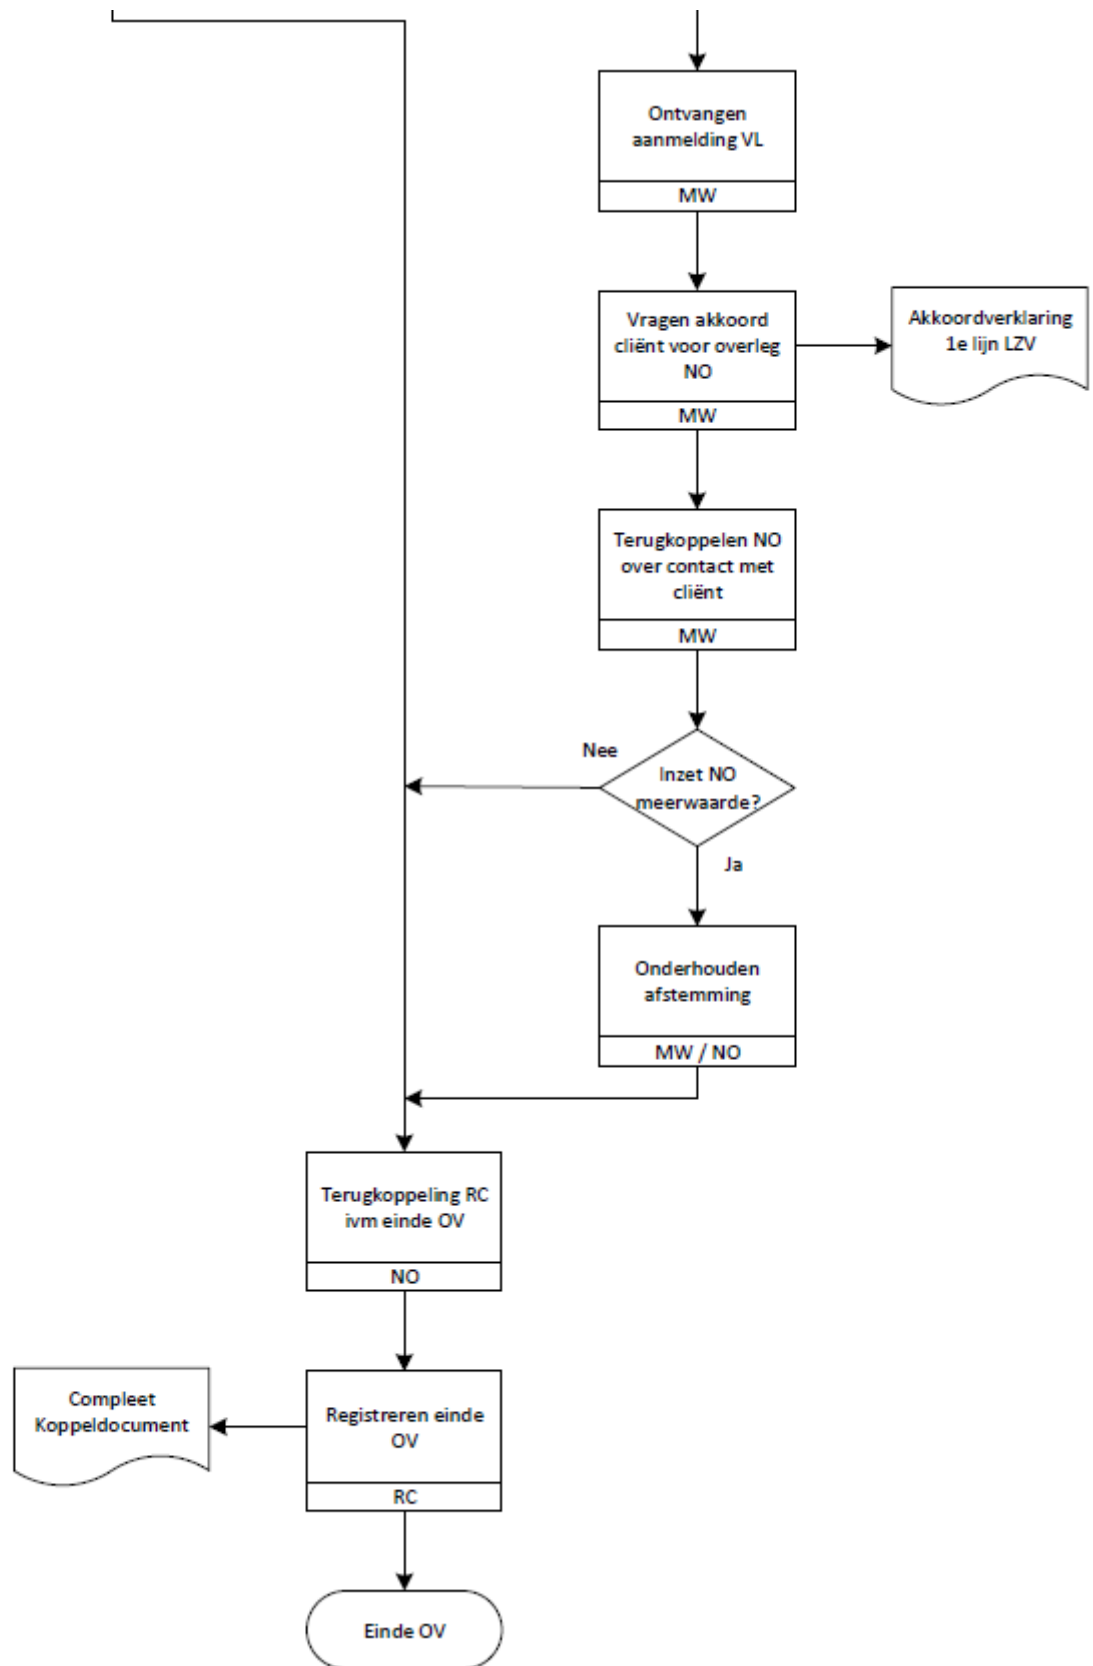 Ontvangen
aanmelding VL
MW
Vragen akkoord
cliënt voor overleg
NO
MW
Akkoordverklaring
1e lijn LZV
Terugkoppelen NO
over contact met
cliënt
MW
Nee
Inzet NO
meerwaarde?
Ja
Onderhouden
afstemming
MW / NO
Terugkoppeling RC
ivm einde OV
NO
Compleet
Koppeldocument
Registreren einde
OV
RC
Einde OV